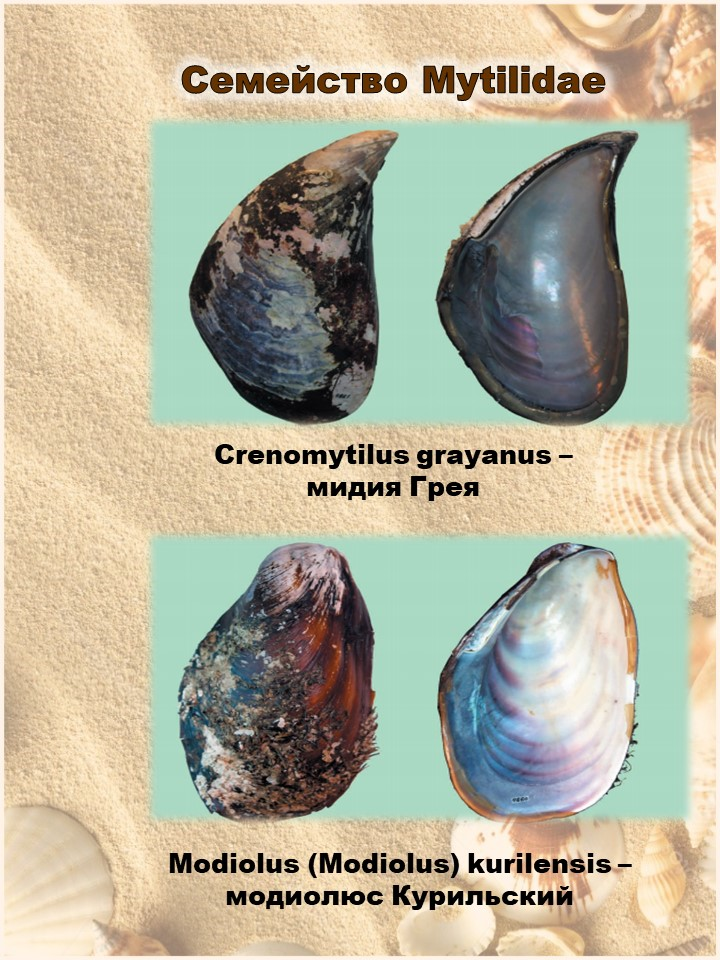 Семейство Mytilidae
Crenomytilus grayanus –
мидия Грея
Modiolus (Modiolus) kurilensis –
модиолюс Курильский